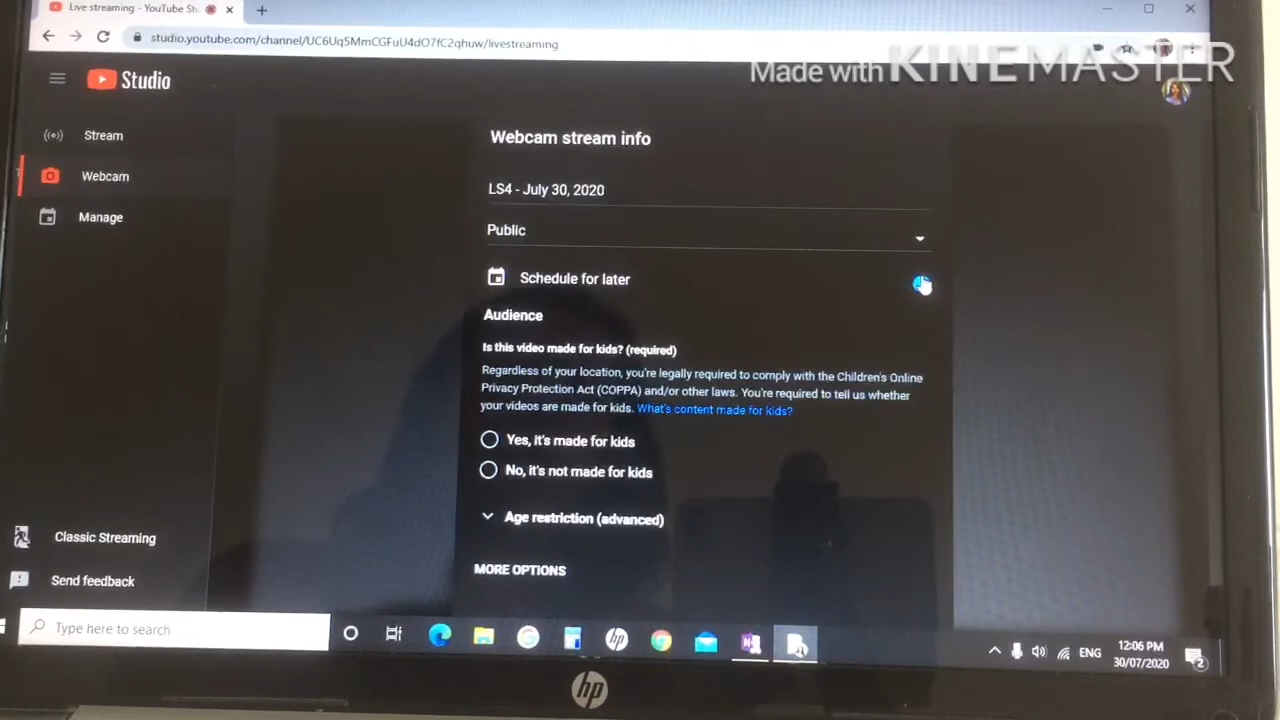 Live streaming - YouTube St
studio.youtube.com/channel/UC6Uq5MmCGFuU4dO7fC2qhuw/livestreaming
Made with KINEMASTER
Studio
Stream
Webcam
Manage
Webcam stream info
LS4 - July 30, 2020
Public
Schedule for later
Audience
Is this video made for kids? (required)
Regardless of your location, you're legally required to comply with the Children's Online
Privacy Protection Act (COPPA) and/or other laws. You're required to tell us whether
your videos are made for kids. What's content made for kids?
Yes, it's made for kids
No, it's not made for kids
Age restriction (advanced)
MORE OPTIONS
Classic Streaming
Send feedback
Type here to search
hp
ENG
12:06 PM
30/07/2020
2
hp